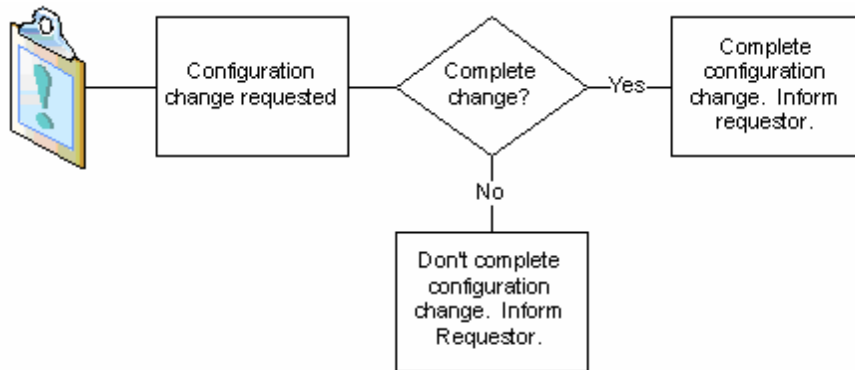 Configuration
change requested
Complete
change?
Yes
Complete
configuration
change.  Inform
requestor.
No
Don't complete
configuration
change.  Inform
Requestor.